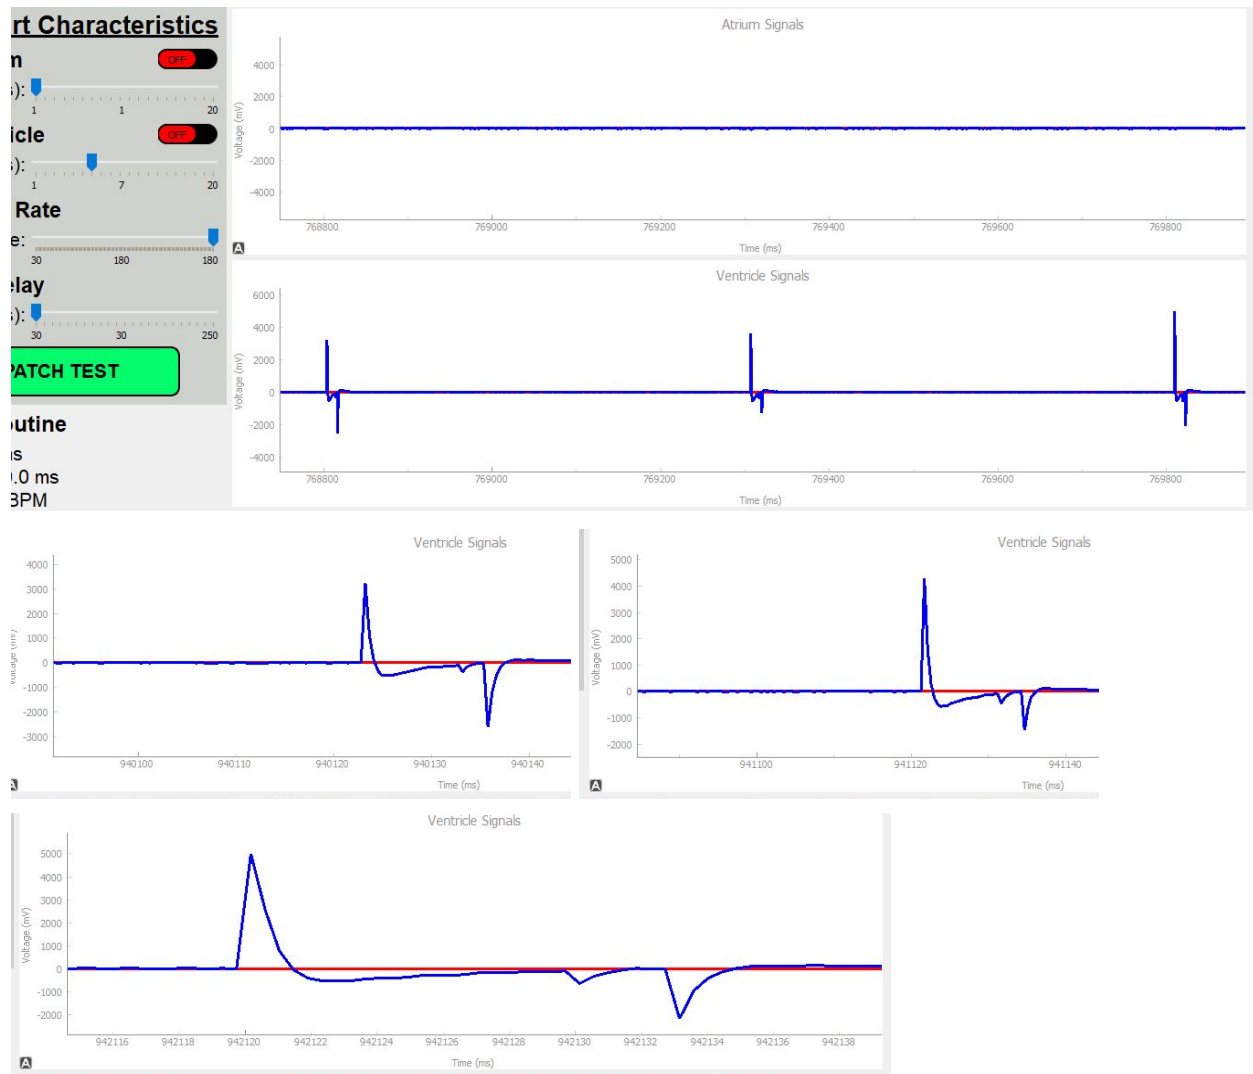 rt Characteristics
m
OFF
s):
1 1 20
icle
OFF
s):
1 7 20
Rate
e:
30 180 180
elay
s):
30 30 250
PATCH TEST
outine
ns
0.0 ms
BPM
Atrium Signals
4000
2000
0
-2000
-4000
Voltage (mV)
768800 769000 769200 769400 769600 769800
Time (ms)
A
Ventricle Signals
6000
4000
2000
0
-2000
-4000
Voltage (mV)
768800 769000 769200 769400 769600 769800
Time (ms)
Ventricle Signals
4000
3000
2000
1000
0
-1000
-2000
-3000
Voltage (mV)
940100 940110 940120 940130 940140
Time (ms)
A
Ventricle Signals
5000
4000
3000
2000
1000
0
-1000
-2000
Voltage (mV)
941100 941120 941140
Time (ms)
A
Ventricle Signals
5000
4000
3000
2000
1000
0
-1000
-2000
Voltage (mV)
942116 942118 942120 942122 942124 942126 942128 942130 942132 942134 942136 942138
Time (ms)
A